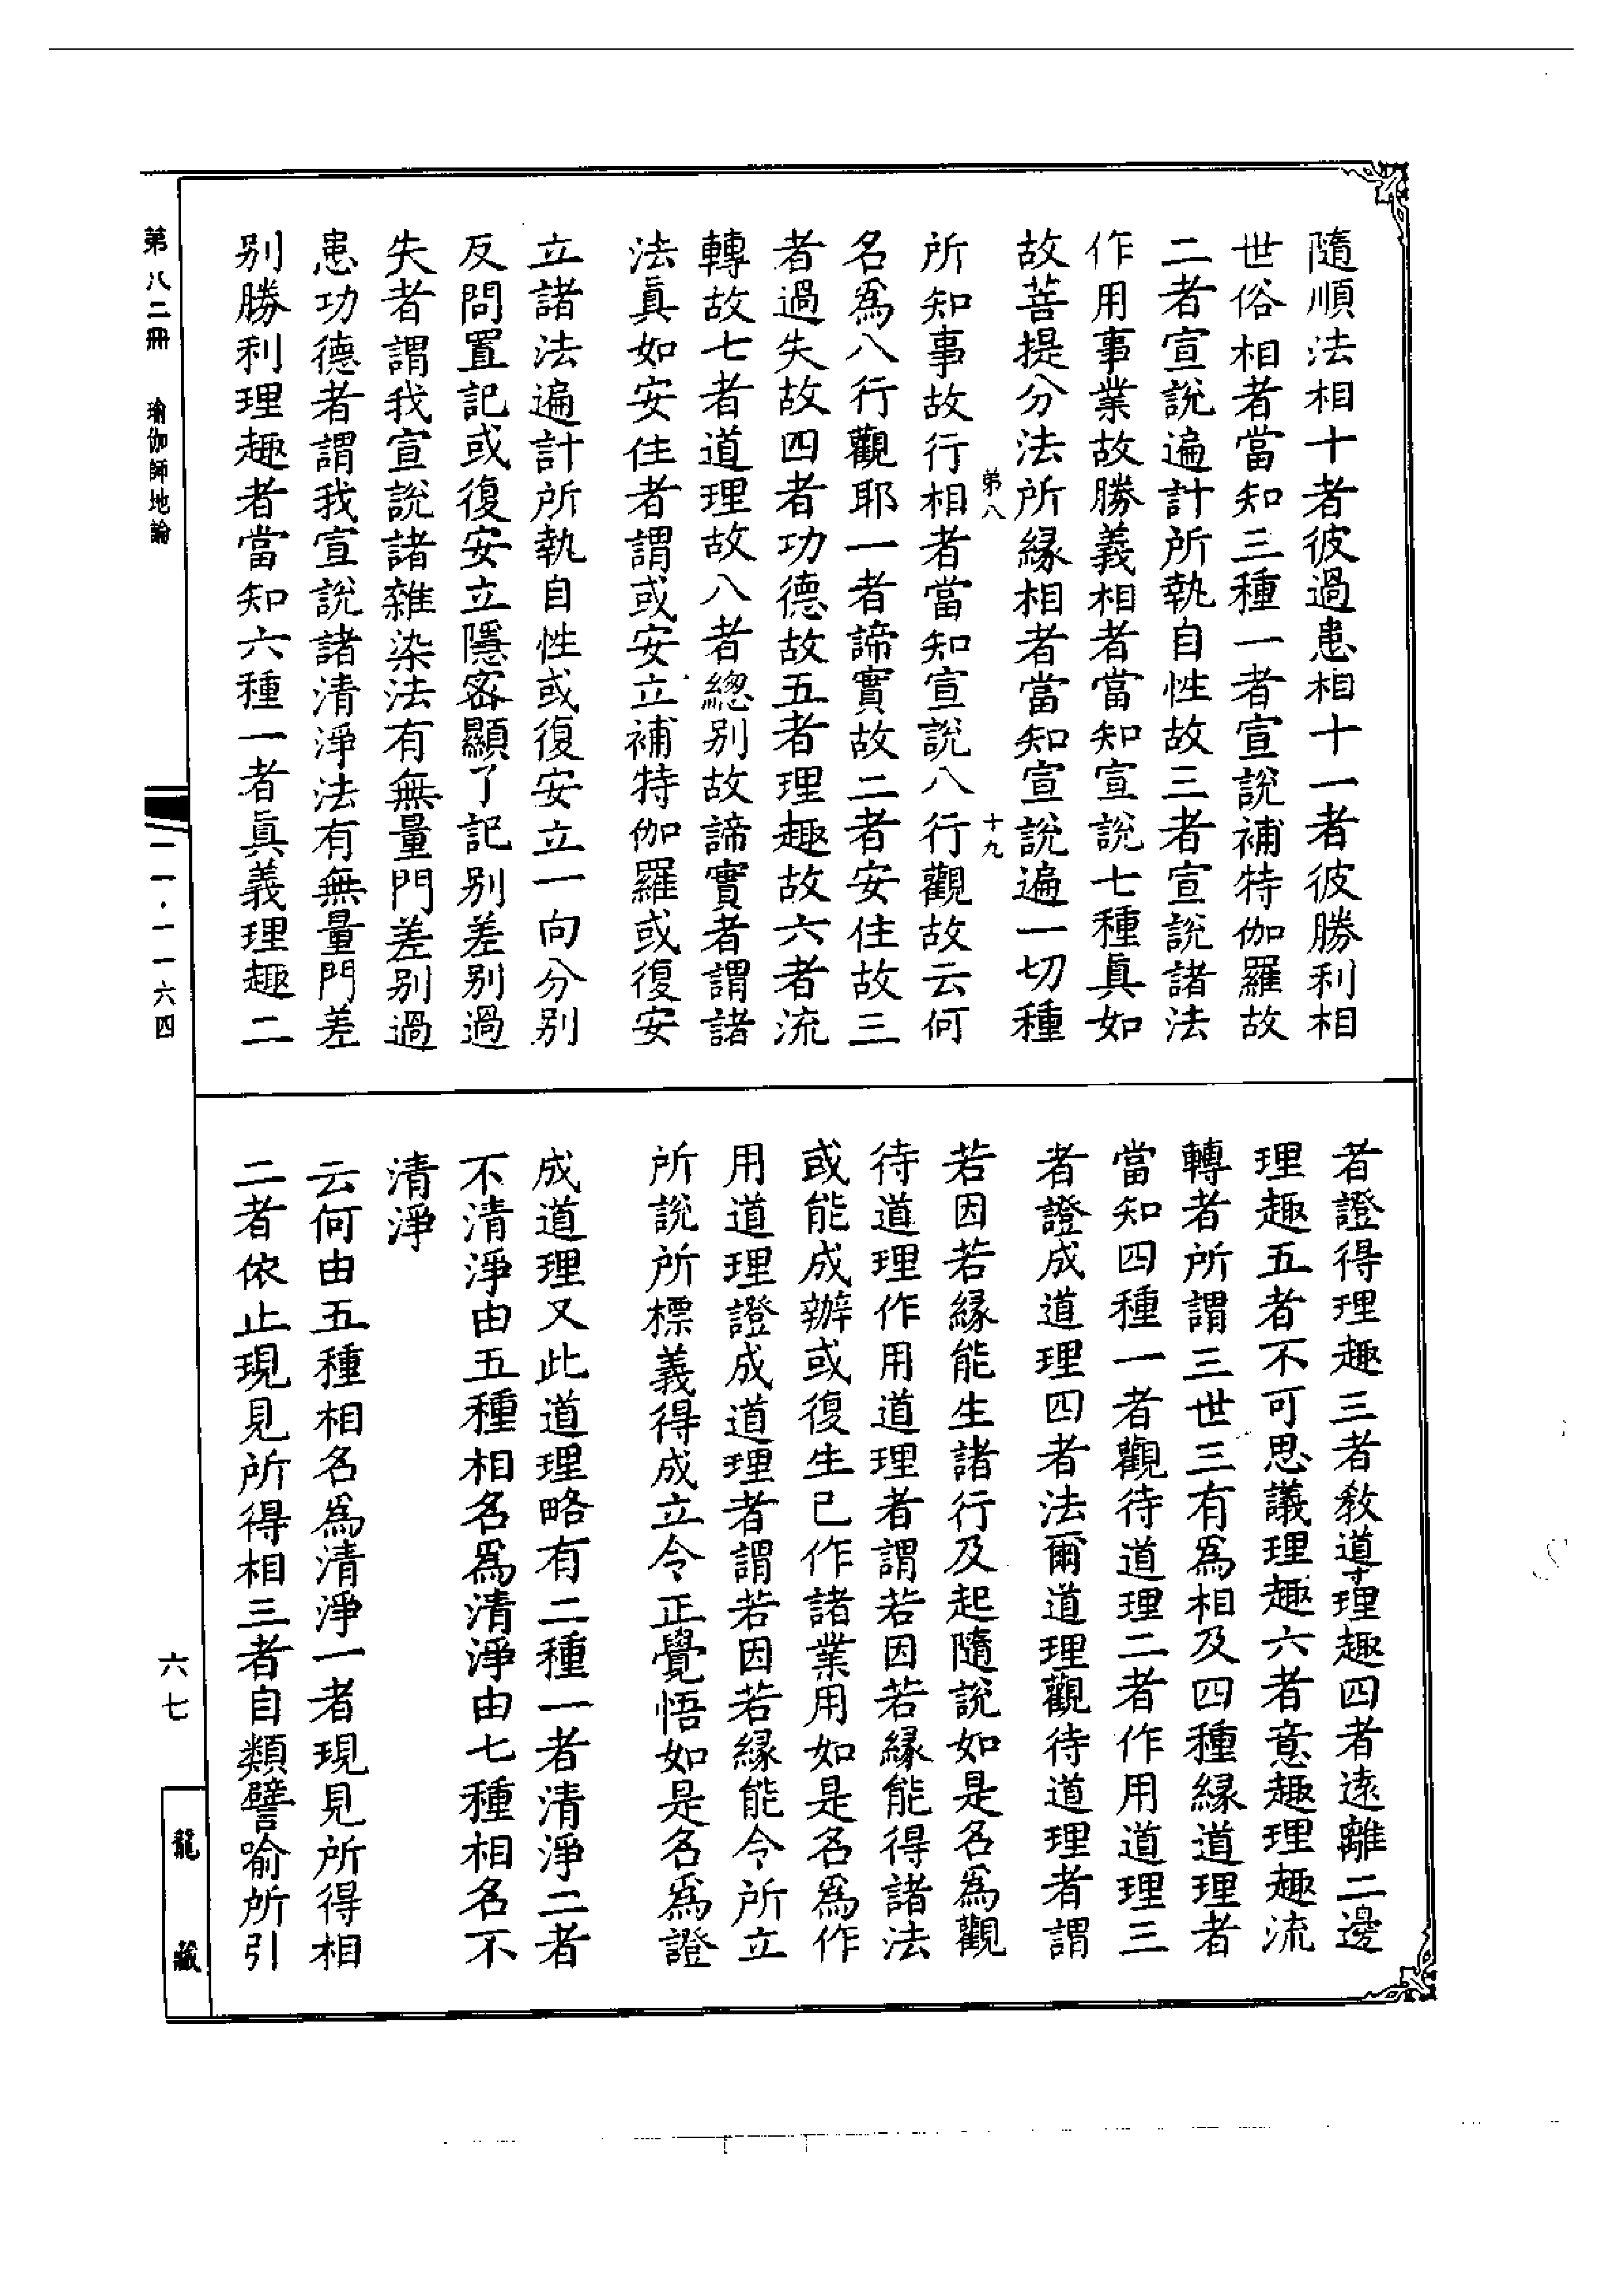 隨順法相十者彼過患相十一者彼勝利相
世俗相者當知三種一者宣說補特伽羅故
二者宣說遍計所執自性故三者宣說諸法
作用事業故勝義相者當知宣說七種眞如
故菩提分法所緣相者當知宣說遍一切種
第八 十九
所知事故行相者當知宣說八行觀故云何
名爲八行觀耶一者諦實故二者安住故三
者過失故四者功德故五者理趣故六者流
轉故七者道理故八者總别故諦實者謂諸
法眞如安住者謂或安立補特伽羅或復安
立諸法遍計所執自性或復安立一向分别
反問置記或復安立隱密顯了記别差别過
失者謂我宣說諸雜染法有無量門差别過
患功德者謂我宣說諸清淨法有無量門差
别勝利理趣者當知六種一者眞義理趣二
者證得理趣三者敎導理趣四者遠離二邊
理趣五者不可思議理趣六者意趣理趣流
轉者所謂三世三有爲相及四種緣道理者
當知四種一者觀待道理二者作用道理三
者證成道理四者法爾道理觀待道理者謂
若因若緣能生諸行及起隨說如是名爲觀
待道理作用道理者謂若因若緣能得諸法
或能成辦或復生已作諸業用如是名爲作
用道理證成道理者謂若因若緣能令所立
所說所標義得成立令正覺悟如是名爲證
成道理又此道理略有二種一者清淨二者
不清淨由五種相名爲清淨由七種相名不
清淨
云何由五種相名爲清淨一者現見所得相
二者依止現見所得相三者自類譬喻所引
第八二冊 瑜伽師地論
一一·一一六四
六七
龍藏